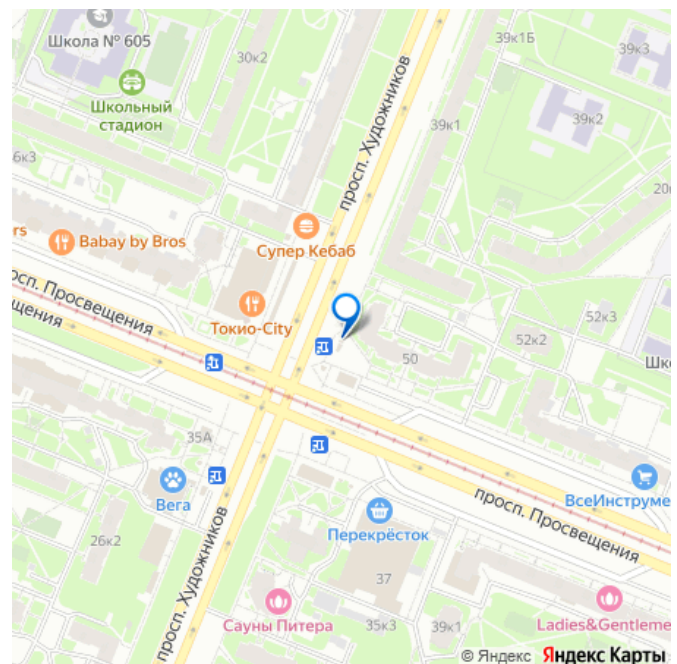 Школа № 605
30к2
39к1Б
39к3
Школьный
стадион
просп. Художников
39к1
39к2
Babay by Bros
Супер Кебаб
просп. Просвещения
Токио-City
50
52к2
52к3
35А
Вега
ВсеИнструме
просп. Просвещения
Перекрёсток
26к2
37
просп. Художников
Сауны Питера
35к3
39к1
Ladies&Gentleme
© Яндекс Яндекс Карты